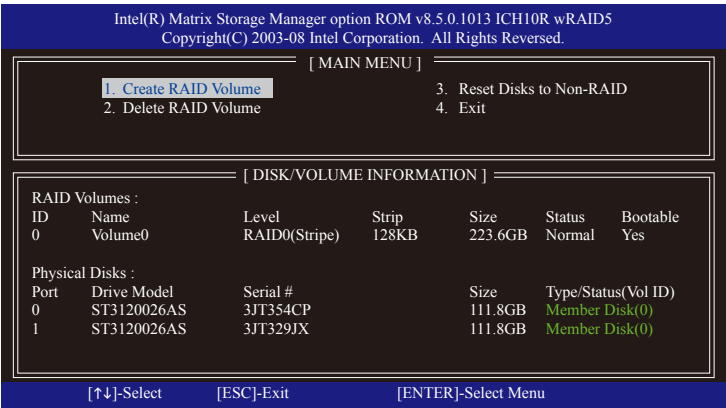 Intel(R) Matrix Storage Manager option ROM v8.5.0.1013 ICH10R wRAID5
Copyright(C) 2003-08 Intel Corporation. All Rights Reversed.
[ MAIN MENU ]
1. Create RAID Volume 3. Reset Disks to Non-RAID
2. Delete RAID Volume 4. Exit
[ DISK/VOLUME INFORMATION ]
RAID Volumes :
ID Name Level Strip Size Status Bootable
0 Volume0 RAID0(Stripe) 128KB 223.6GB Normal Yes
Physical Disks :
Port Drive Model Serial # Size Type/Status(Vol ID)
0 ST3120026AS 3JT354CP 111.8GB Member Disk(0)
1 ST3120026AS 3JT329JX 111.8GB Member Disk(0)
[↑↓]-Select [ESC]-Exit [ENTER]-Select Menu